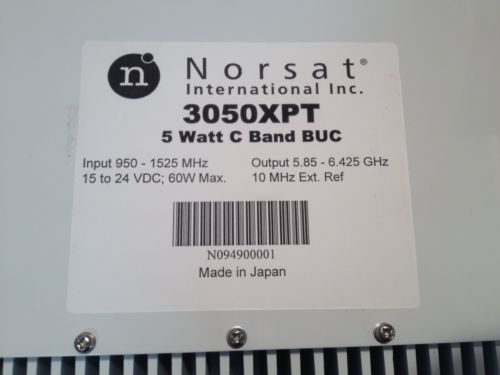 n
Norsat®
International Inc.
3050XPT
5 Watt C Band BUC
Input 950 - 1525 MHz Output 5.85 - 6.425 GHz
15 to 24 VDC; 60W Max. 10 MHz Ext. Ref
N094900001
Made in Japan